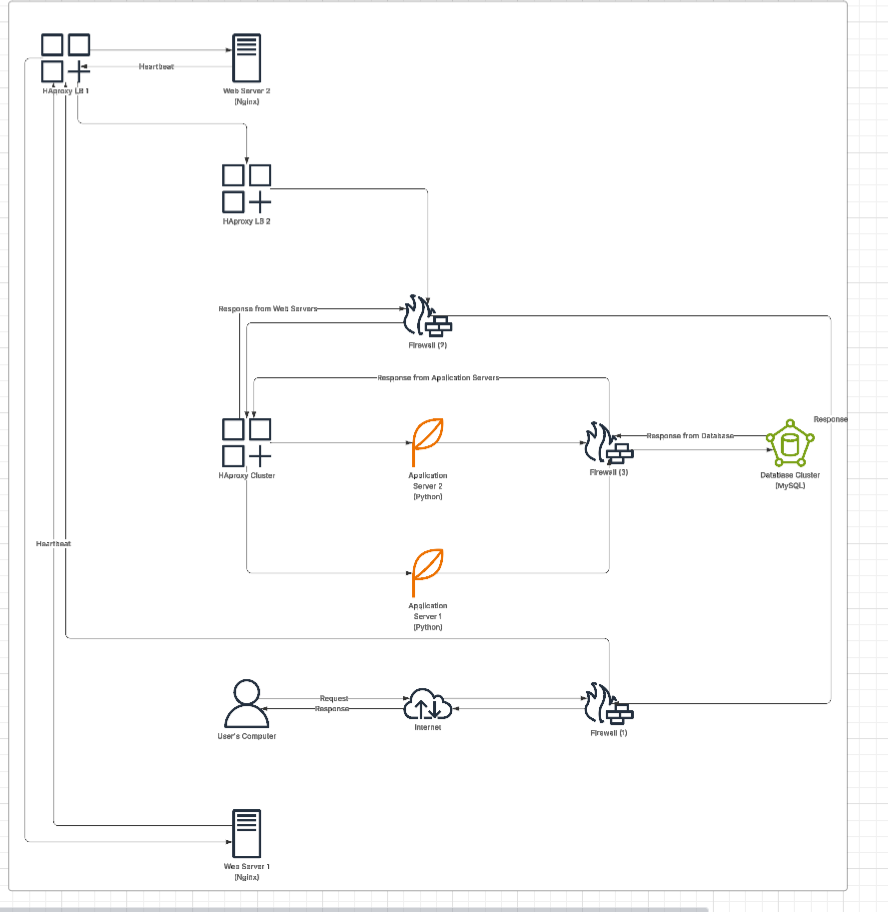 Heartbeat
HAproxy LB 1
Web Server 2
(Nginx)
HAproxy LB 2
Response from Web Servers
Firewall (2)
Response from Application Servers
Response
Response from Database
HAproxy Cluster
Application
Server 2
(Python)
Firewall (3)
Database Cluster
(MySQL)
Heartbeat
Application
Server 1
(Python)
Request
Response
User's Computer
Internet
Firewall (1)
Web Server 1
(Nginx)